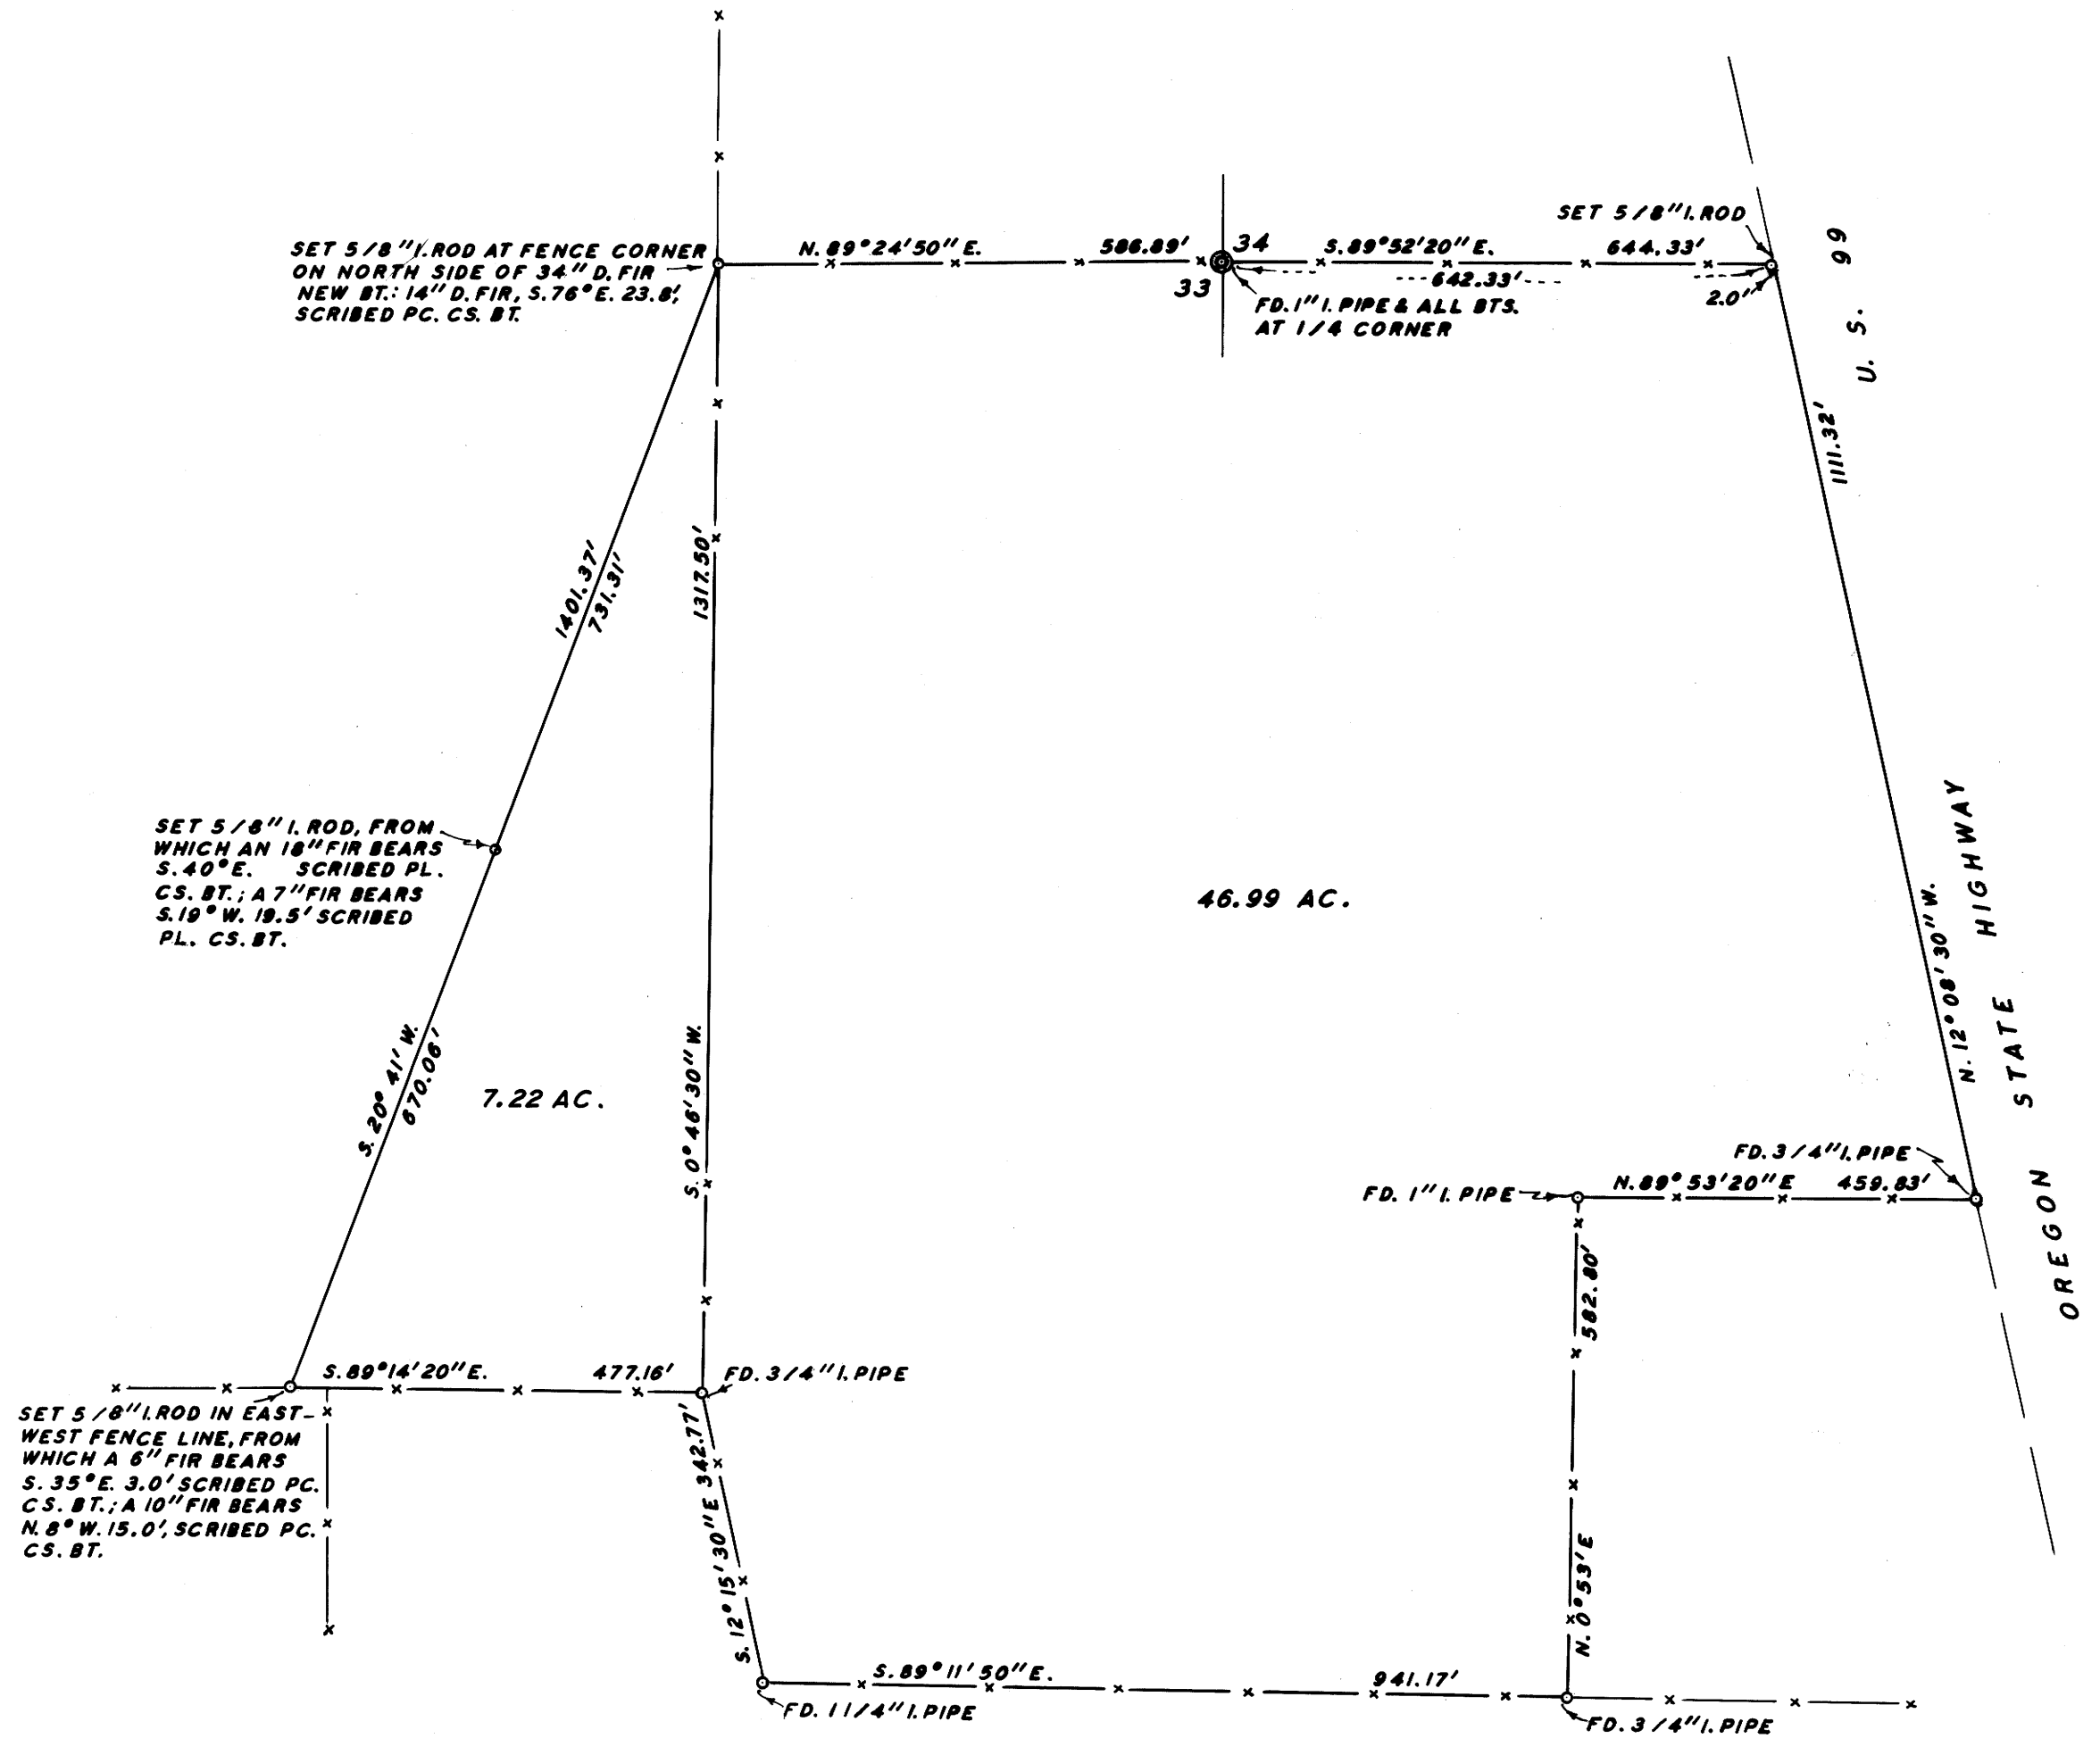 SET 5/8" I. ROD AT FENCE CORNER
ON NORTH SIDE OF 34" D. FIR
NEW BT.: 14" D. FIR, S. 76° E. 23.8',
SCRIBED PC. CS. BT.
N. 89° 24' 50" E. 586.89'
34
33
S. 89° 52' 20" E. 644.33'
---642.33'---
2.0'
SET 5/8" I. ROD
FD. 1" I. PIPE & ALL BTS.
AT 1/4 CORNER
U. S. 99
1111.32'
N. 12° 08' 30" W.
OREGON STATE HIGHWAY
1401.37'
731.31'
1317.50'
SET 5/8" I. ROD, FROM
WHICH AN 18" FIR BEARS
S. 40° E. SCRIBED PL.
CS. BT.; A 7" FIR BEARS
S. 19° W. 19.5' SCRIBED
PL. CS. BT.
46.99 AC.
S. 20° 41' W.
670.06'
7.22 AC.
S. 0° 46' 30" W.
FD. 3/4" I. PIPE
FD. 1" I. PIPE
N. 89° 53' 20" E 459.83'
582.80'
N. 0° 53' E
S. 89° 14' 20" E. 477.16'
FD. 3/4" I. PIPE
SET 5/8" I. ROD IN EAST-
WEST FENCE LINE, FROM
WHICH A 6" FIR BEARS
S. 35° E. 3.0' SCRIBED PC.
CS. BT.; A 10" FIR BEARS
N. 8° W. 15.0', SCRIBED PC.
CS. BT.
S. 12° 15' 30" E 342.77'
S. 89° 11' 50" E. 941.17'
FD. 1 1/4" I. PIPE
FD. 3/4" I. PIPE